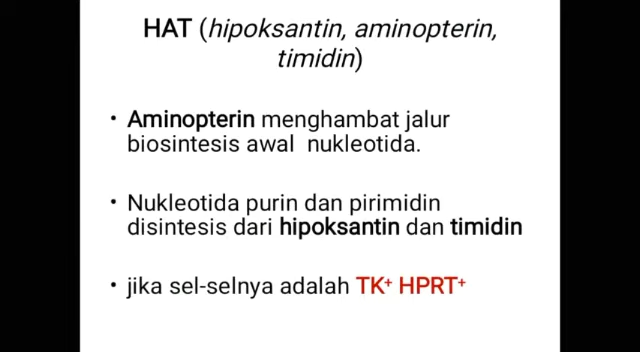 HAT (hipoksantin, aminopterin,
timidin)
• Aminopterin menghambat jalur
biosintesis awal nukleotida.
• Nukleotida purin dan pirimidin
disintesis dari hipoksantin dan timidin
• jika sel-selnya adalah TK⁺ HPRT⁺